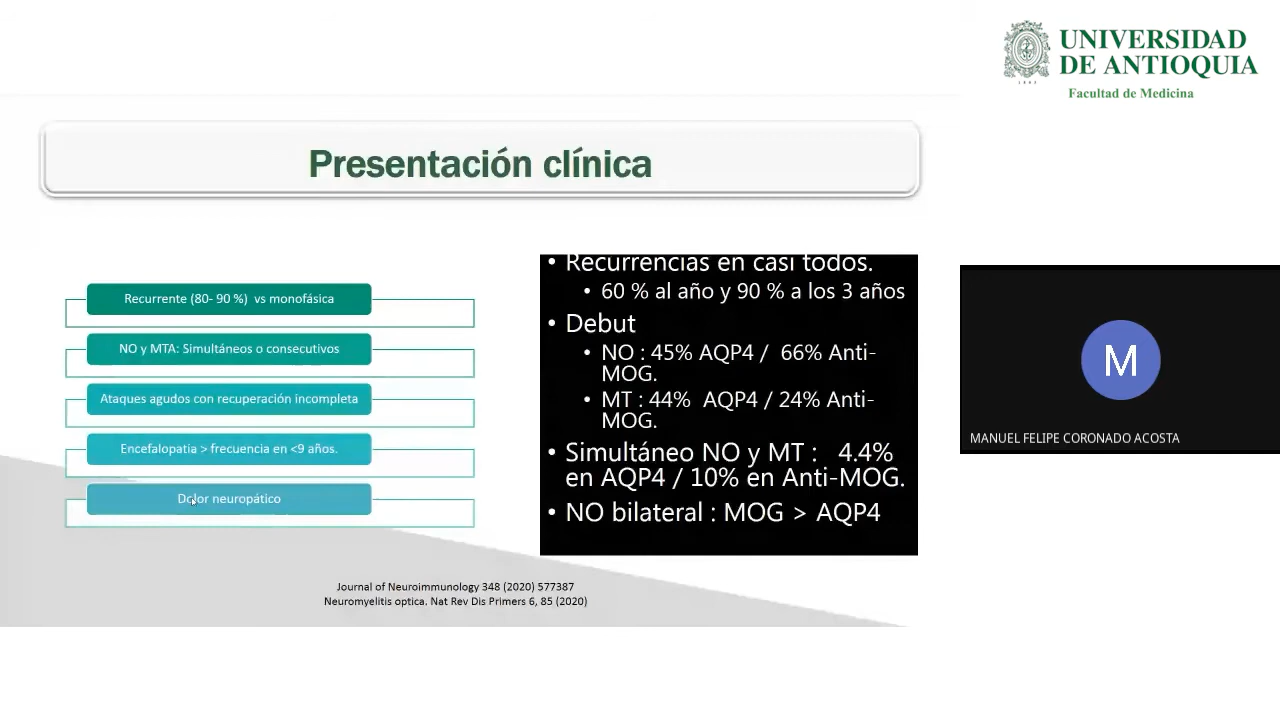 UNIVERSIDAD
DE ANTIOQUIA
Facultad de Medicina
Presentación clínica
Recurrente (80- 90 %) vs monofásica
NO y MTA: Simultáneos o consecutivos
Ataques agudos con recuperación incompleta
Encefalopatia > frecuencia en <9 años.
Dolor neuropático
• Recurrencias en casi todos.
• 60 % al año y 90 % a los 3 años
• Debut
• NO : 45% AQP4 / 66% Anti-
MOG.
• MT : 44% AQP4 / 24% Anti-
MOG.
• Simultáneo NO y MT : 4.4%
en AQP4 / 10% en Anti-MOG.
• NO bilateral : MOG > AQP4
Journal of Neuroimmunology 348 (2020) 577387
Neuromyelitis optica. Nat Rev Dis Primers 6, 85 (2020)
M
MANUEL FELIPE CORONADO ACOSTA